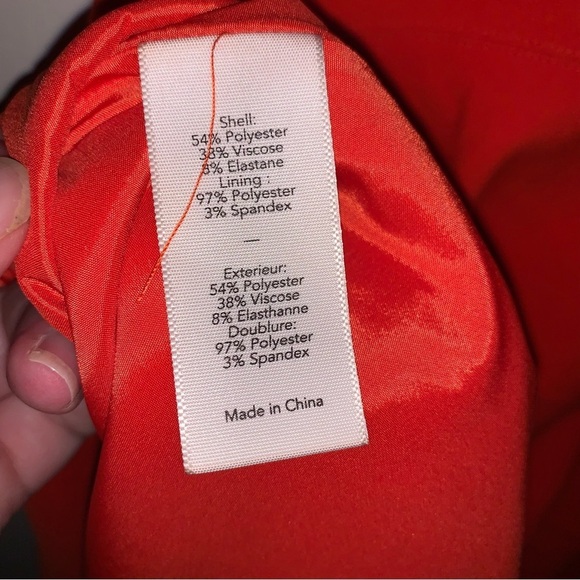 Shell:
54% Polyester
38% Viscose
8% Elastane
Lining :
97% Polyester
3% Spandex
—
Exterieur:
54% Polyester
38% Viscose
8% Elasthanne
Doublure:
97% Polyester
3% Spandex
Made in China